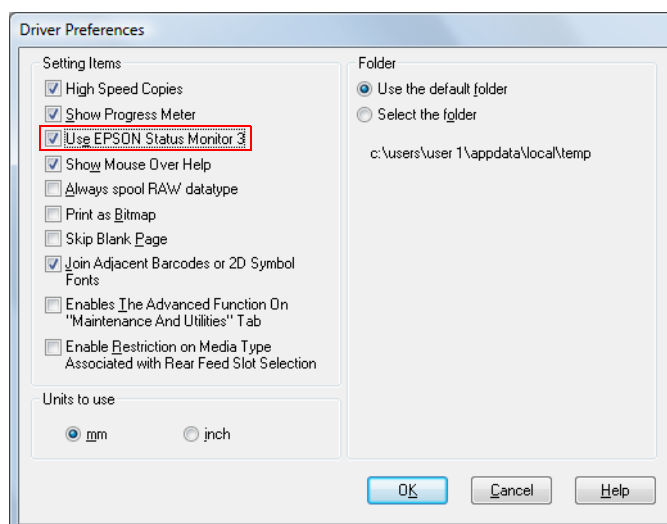 Driver Preferences
Setting Items
High Speed Copies
Show Progress Meter
Use EPSON Status Monitor 3
Show Mouse Over Help
Always spool RAW datatype
Print as Bitmap
Skip Blank Page
Join Adjacent Barcodes or 2D Symbol
Fonts
Enables The Advanced Function On
"Maintenance And Utilities" Tab
Enable Restriction on Media Type
Associated with Rear Feed Slot Selection
Units to use
mm
inch
Folder
Use the default folder
Select the folder
c:\users\user 1\appdata\local\temp
OK
Cancel
Help